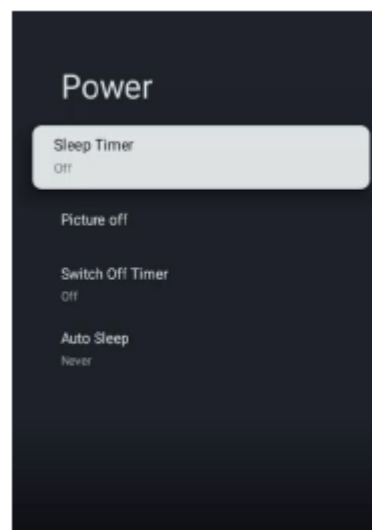 Power
Sleep Timer
Off
Picture off
Switch Off Timer
Off
Auto Sleep
Never